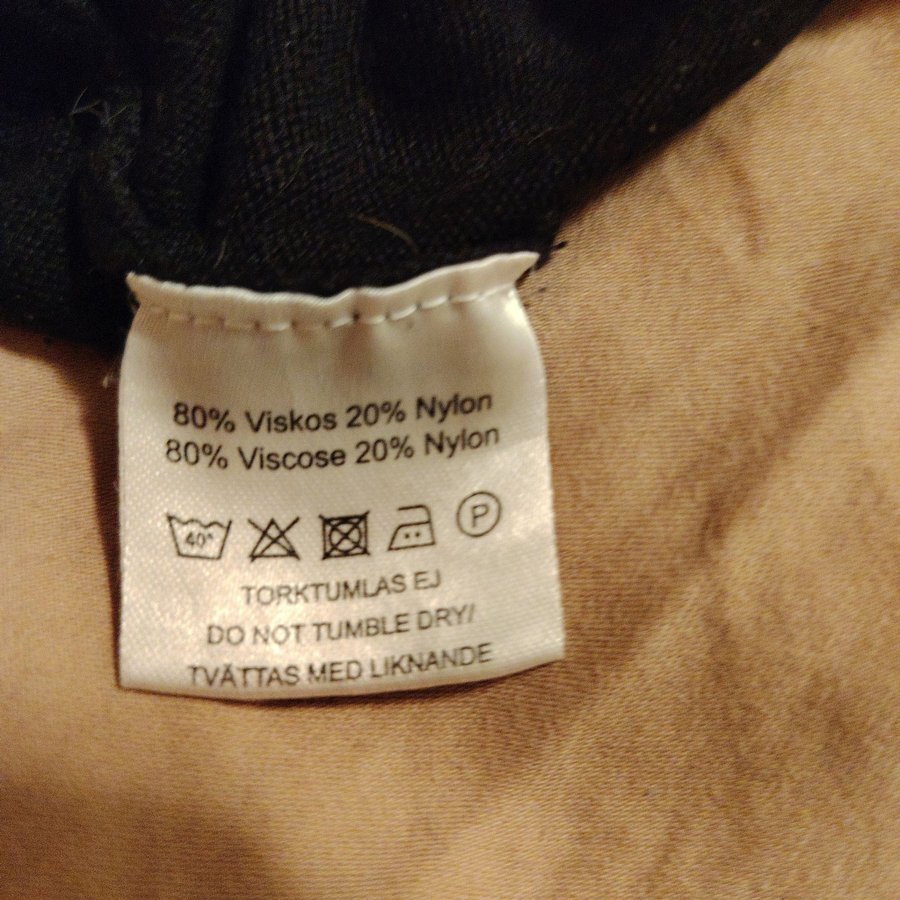 80% Viskos 20% Nylon
80% Viscose 20% Nylon
40° P
TORKTUMLAS EJ
DO NOT TUMBLE DRY/
TVÄTTAS MED LIKNANDE